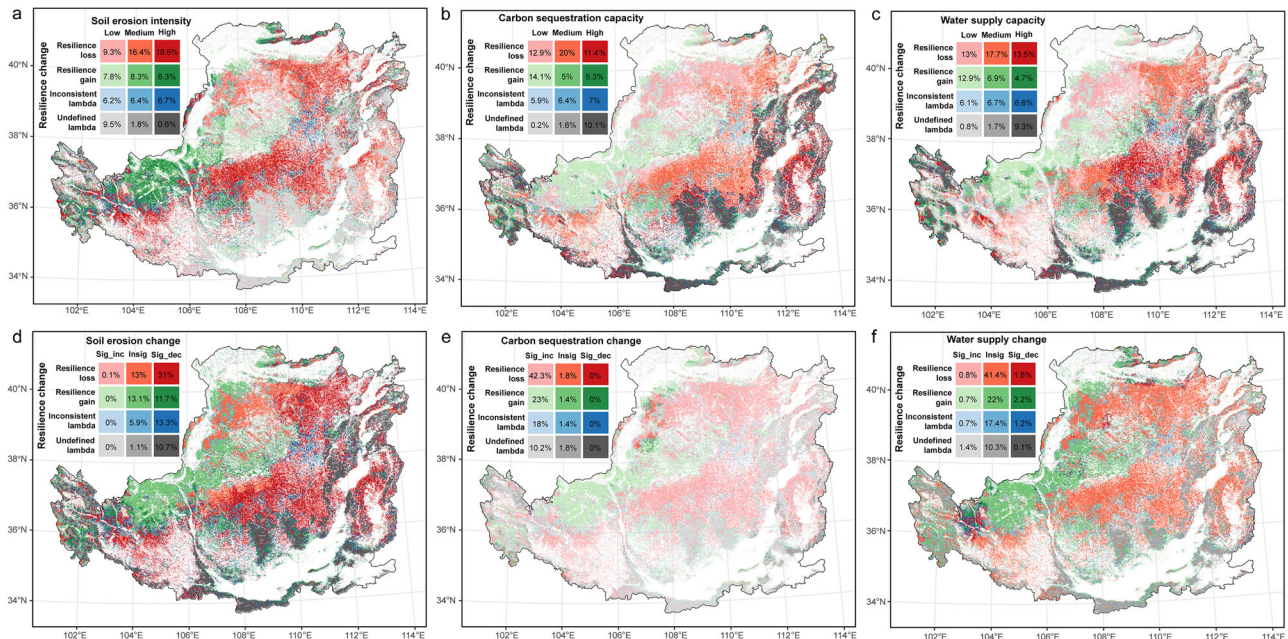 a
Soil erosion intensity
Low Medium High
Resilience change
Resilience loss 9.3% 16.4% 18.6%
Resilience gain 7.8% 8.3% 8.3%
Inconsistent lambda 6.2% 6.4% 6.7%
Undefined lambda 9.5% 1.8% 0.6%
40°N
38°N
36°N
34°N
102°E 104°E 106°E 108°E 110°E 112°E 114°E
b
Carbon sequestration capacity
Low Medium High
Resilience change
Resilience loss 12.9% 20% 11.4%
Resilience gain 14.1% 5% 5.3%
Inconsistent lambda 5.9% 6.4% 7%
Undefined lambda 0.2% 1.6% 10.1%
40°N
38°N
36°N
34°N
102°E 104°E 106°E 108°E 110°E 112°E 114°E
c
Water supply capacity
Low Medium High
Resilience change
Resilience loss 13% 17.7% 13.5%
Resilience gain 12.9% 6.9% 4.7%
Inconsistent lambda 6.1% 6.7% 6.6%
Undefined lambda 0.8% 1.7% 9.3%
40°N
38°N
36°N
34°N
102°E 104°E 106°E 108°E 110°E 112°E 114°E
d
Soil erosion change
Sig_inc Insig Sig_dec
Resilience change
Resilience loss 0.1% 13% 31%
Resilience gain 0% 13.1% 11.7%
Inconsistent lambda 0% 5.9% 13.3%
Undefined lambda 0% 1.1% 10.7%
40°N
38°N
36°N
34°N
102°E 104°E 106°E 108°E 110°E 112°E 114°E
e
Carbon sequestration change
Sig_inc Insig Sig_dec
Resilience change
Resilience loss 42.3% 1.8% 0%
Resilience gain 23% 1.4% 0%
Inconsistent lambda 18% 1.4% 0%
Undefined lambda 10.2% 1.8% 0%
40°N
38°N
36°N
34°N
102°E 104°E 106°E 108°E 110°E 112°E 114°E
f
Water supply change
Sig_inc Insig Sig_dec
Resilience change
Resilience loss 0.8% 41.4% 1.8%
Resilience gain 0.7% 22% 2.2%
Inconsistent lambda 0.7% 17.4% 1.2%
Undefined lambda 1.4% 10.3% 0.1%
40°N
38°N
36°N
34°N
102°E 104°E 106°E 108°E 110°E 112°E 114°E